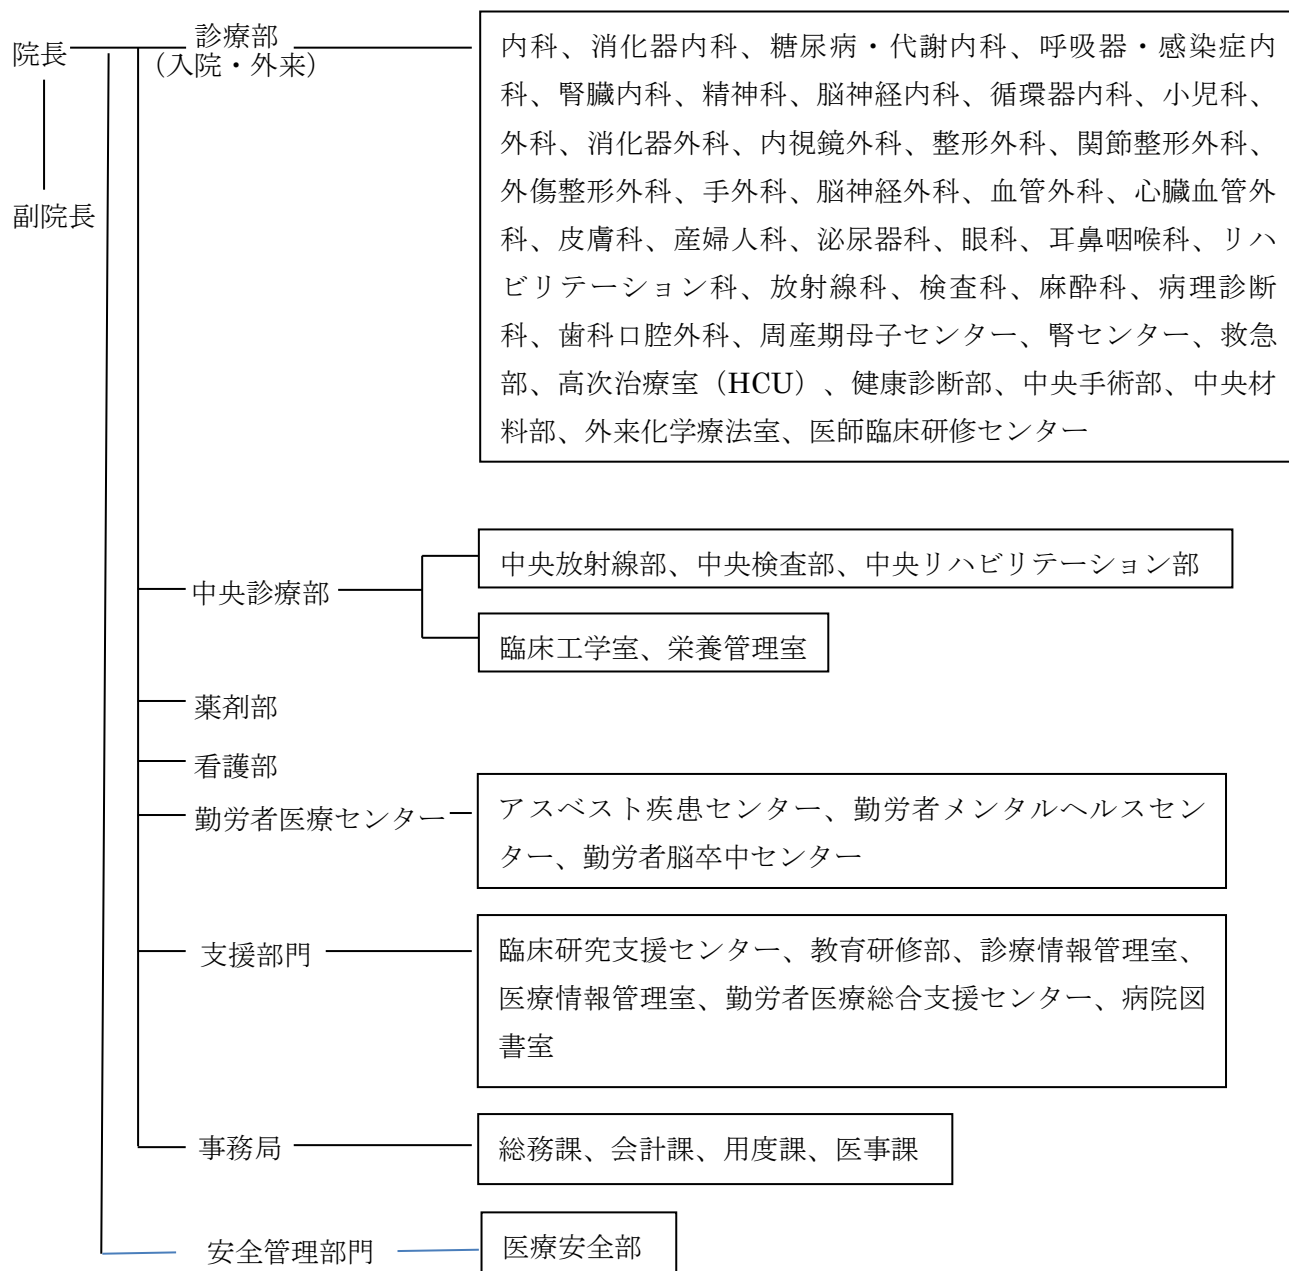 院長
副院長
診療部
（入院・外来）
内科、消化器内科、糖尿病・代謝内科、呼吸器・感染症内
科、腎臓内科、精神科、脳神経内科、循環器内科、小児科、
外科、消化器外科、内視鏡外科、整形外科、関節整形外科、
外傷整形外科、手外科、脳神経外科、血管外科、心臓血管外
科、皮膚科、産婦人科、泌尿器科、眼科、耳鼻咽喉科、リハ
ビリテーション科、放射線科、検査科、麻酔科、病理診断
科、歯科口腔外科、周産期母子センター、腎センター、救急
部、高次治療室（HCU）、健康診断部、中央手術部、中央材
料部、外来化学療法室、医師臨床研修センター
中央診療部
中央放射線部、中央検査部、中央リハビリテーション部
臨床工学室、栄養管理室
薬剤部
看護部
勤労者医療センター
アスベスト疾患センター、勤労者メンタルヘルスセン
ター、勤労者脳卒中センター
支援部門
臨床研究支援センター、教育研修部、診療情報管理室、
医療情報管理室、勤労者医療総合支援センター、病院図
書室
事務局
総務課、会計課、用度課、医事課
安全管理部門
医療安全部